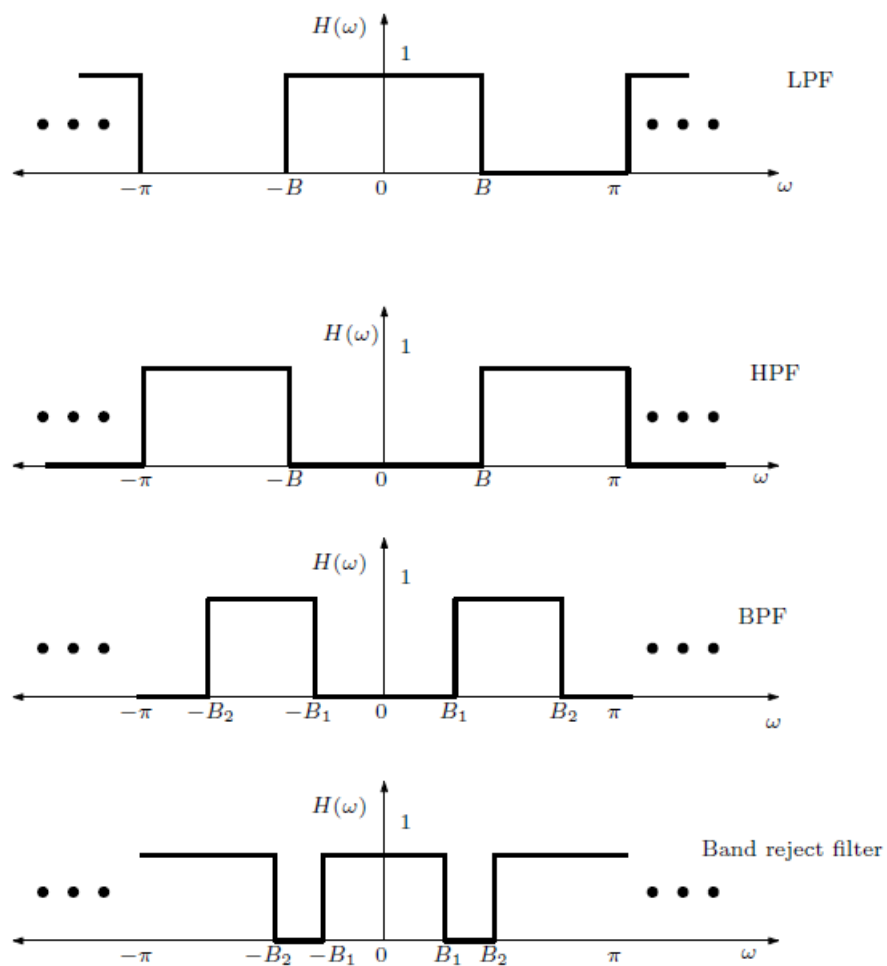 H(ω)
1
LPF
−π −B 0 B π ω
H(ω)
1
HPF
−π −B 0 B π ω
H(ω)
1
BPF
−π −B₂ −B₁ 0 B₁ B₂ π ω
H(ω)
1
Band reject filter
−π −B₂ −B₁ 0 B₁ B₂ π ω